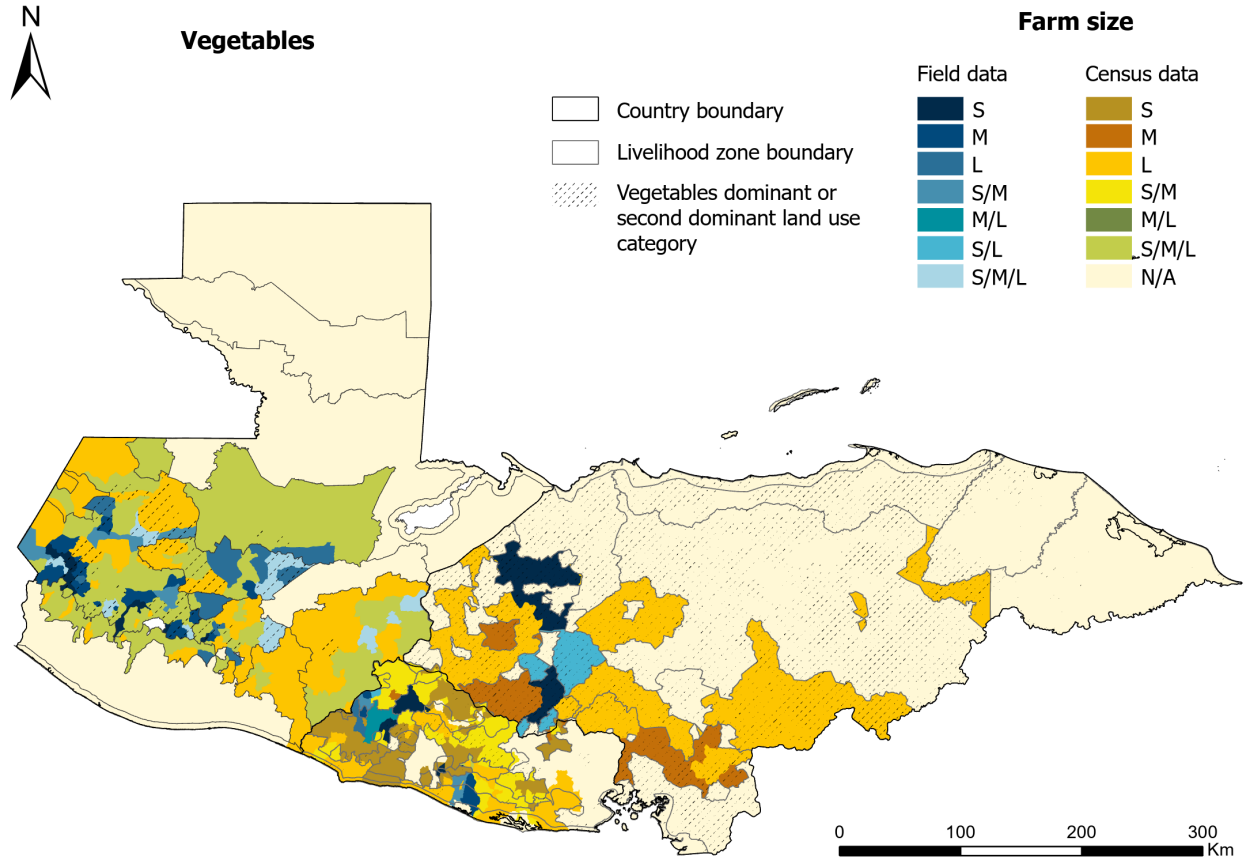 N
Vegetables
Farm size
Field data
Census data
Country boundary
Livelihood zone boundary
Vegetables dominant or
second dominant land use
category
S
M
L
S/M
M/L
S/L
S/M/L
S
M
L
S/M
M/L
S/M/L
N/A
0 100 200 300
Km